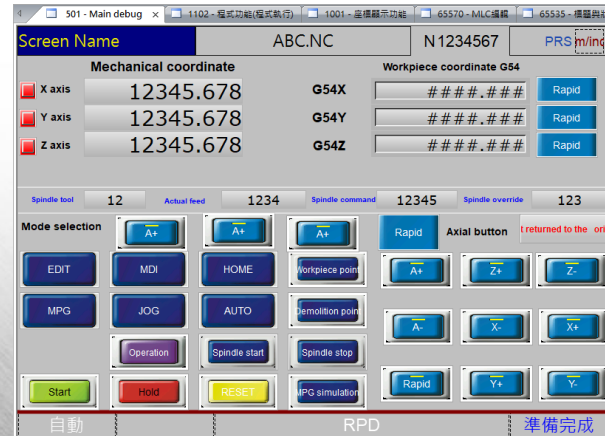 501 - Main debug × 1102 - 程式功能(程式執行) 1001 - 座標顯示功能 65570 - MLC編輯 65535 -
Screen Name ABC.NC N1234567 PRS m/inc
Mechanical coordinate Workpiece coordinate G54
X axis 12345.678 G54X ####.### Rapid
Y axis 12345.678 G54Y ####.### Rapid
Z axis 12345.678 G54Z ####.### Rapid
Spindle tool 12 Actual feed 1234 Spindle command 12345 Spindle override 123
Mode selection A+ A+ A+ Rapid Axial button t returned to the ori
EDIT MDI HOME Workpiece point A+ Z+ Z-
MPG JOG AUTO Demolition poin A- X- X+
Operation Spindle start Spindle stop
Start Hold RESET MPG simulation Rapid Y+ Y-
自動 RPD 準備完成